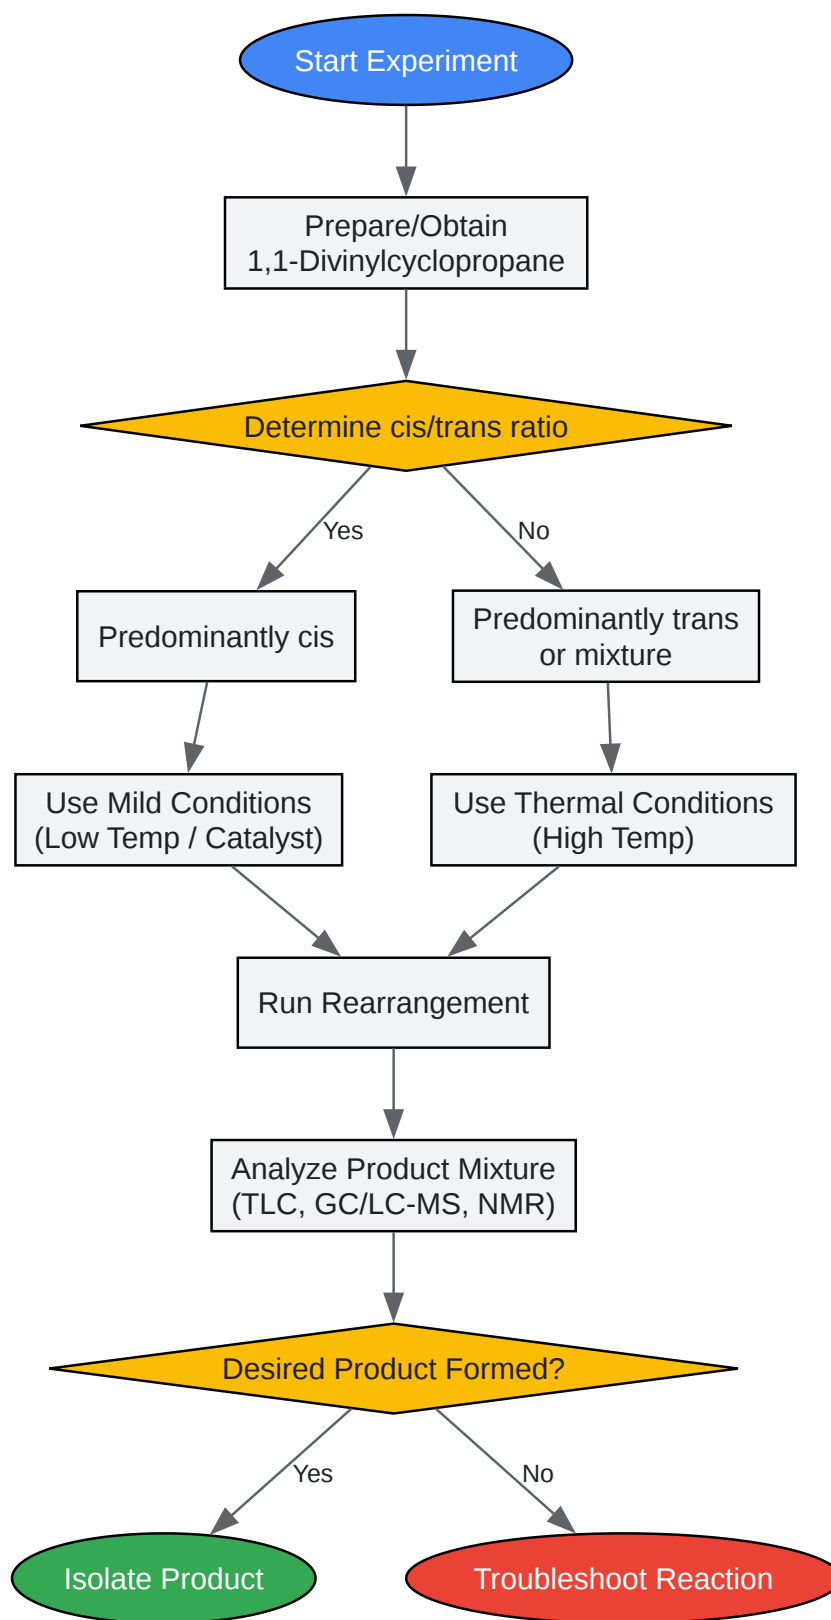 Start Experiment
Prepare/Obtain
1,1-Divinylcyclopropane
Determine cis/trans ratio
Yes
No
Predominantly cis
Predominantly trans
or mixture
Use Mild Conditions
(Low Temp / Catalyst)
Use Thermal Conditions
(High Temp)
Run Rearrangement
Analyze Product Mixture
(TLC, GC/LC-MS, NMR)
Desired Product Formed?
Yes
No
Isolate Product
Troubleshoot Reaction